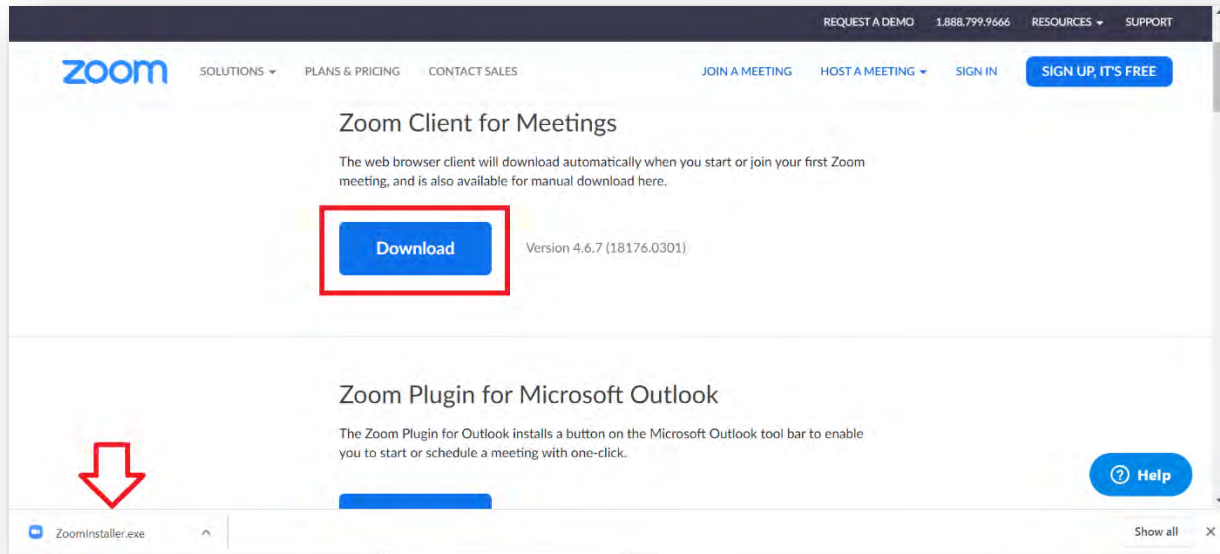 REQUEST A DEMO 1.888.799.9666 RESOURCES SUPPORT
zoom SOLUTIONS PLANS & PRICING CONTACT SALES JOIN A MEETING HOST A MEETING SIGN IN SIGN UP, IT'S FREE
Zoom Client for Meetings
The web browser client will download automatically when you start or join your first Zoom
meeting, and is also available for manual download here.
Download Version 4.6.7 (18176.0301)
Zoom Plugin for Microsoft Outlook
The Zoom Plugin for Outlook installs a button on the Microsoft Outlook tool bar to enable
you to start or schedule a meeting with one-click.
? Help
ZoomInstaller.exe Show all